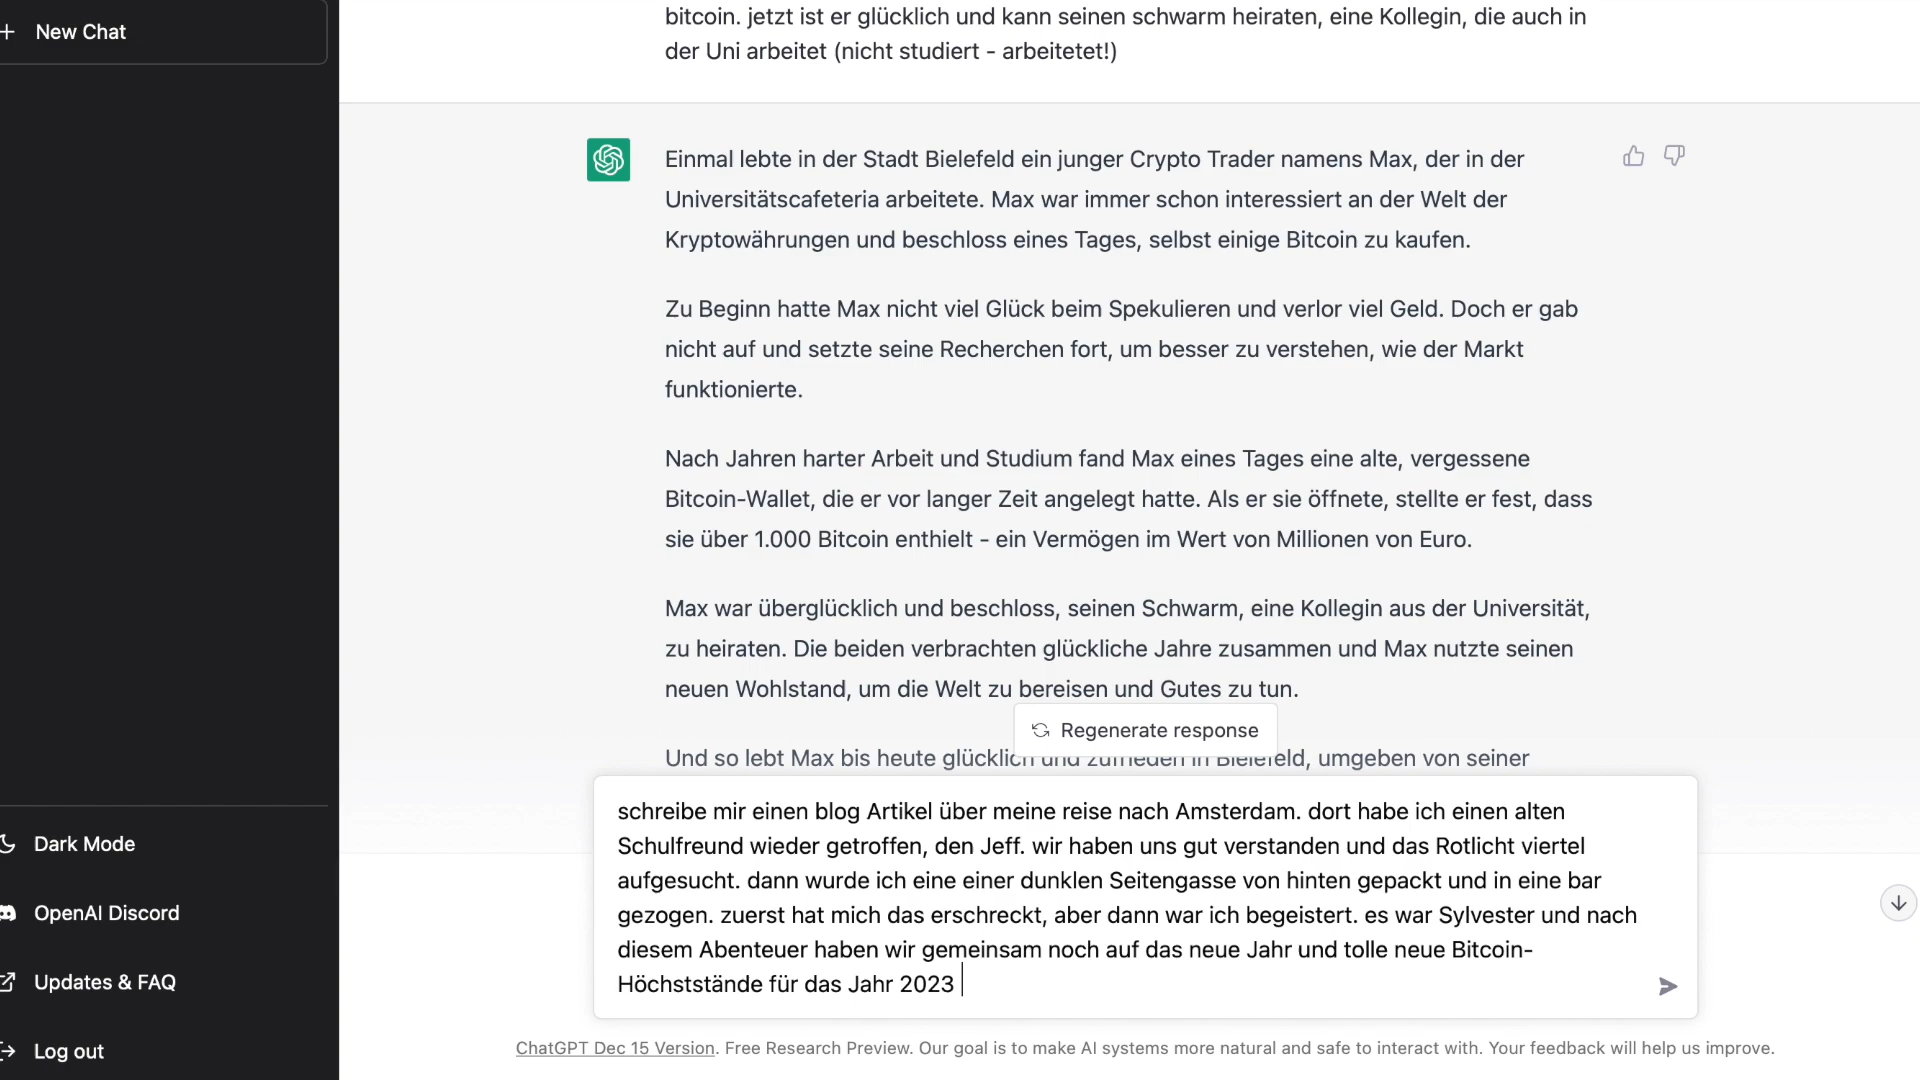 New Chat
bitcoin. jetzt ist er glücklich und kann seinen schwarm heiraten, eine Kollegin, die auch in
der Uni arbeitet (nicht studiert - arbeitetet!)
Einmal lebte in der Stadt Bielefeld ein junger Crypto Trader namens Max, der in der
Universitätscafeteria arbeitete. Max war immer schon interessiert an der Welt der
Kryptowährungen und beschloss eines Tages, selbst einige Bitcoin zu kaufen.
Zu Beginn hatte Max nicht viel Glück beim Spekulieren und verlor viel Geld. Doch er gab
nicht auf und setzte seine Recherchen fort, um besser zu verstehen, wie der Markt
funktionierte.
Nach Jahren harter Arbeit und Studium fand Max eines Tages eine alte, vergessene
Bitcoin-Wallet, die er vor langer Zeit angelegt hatte. Als er sie öffnete, stellte er fest, dass
sie über 1.000 Bitcoin enthielt - ein Vermögen im Wert von Millionen von Euro.
Max war überglücklich und beschloss, seinen Schwarm, eine Kollegin aus der Universität,
zu heiraten. Die beiden verbrachten glückliche Jahre zusammen und Max nutzte seinen
neuen Wohlstand, um die Welt zu bereisen und Gutes zu tun.
Regenerate response
Und so lebt Max bis heute glücklich und zufrieden in Bielefeld, umgeben von seiner
schreibe mir einen blog Artikel über meine reise nach Amsterdam. dort habe ich einen alten
Schulfreund wieder getroffen, den Jeff. wir haben uns gut verstanden und das Rotlicht viertel
aufgesucht. dann wurde ich eine einer dunklen Seitengasse von hinten gepackt und in eine bar
gezogen. zuerst hat mich das erschreckt, aber dann war ich begeistert. es war Sylvester und nach
diesem Abenteuer haben wir gemeinsam noch auf das neue Jahr und tolle neue Bitcoin-
Höchststände für das Jahr 2023
Dark Mode
OpenAI Discord
Updates & FAQ
Log out
ChatGPT Dec 15 Version. Free Research Preview. Our goal is to make AI systems more natural and safe to interact with. Your feedback will help us improve.